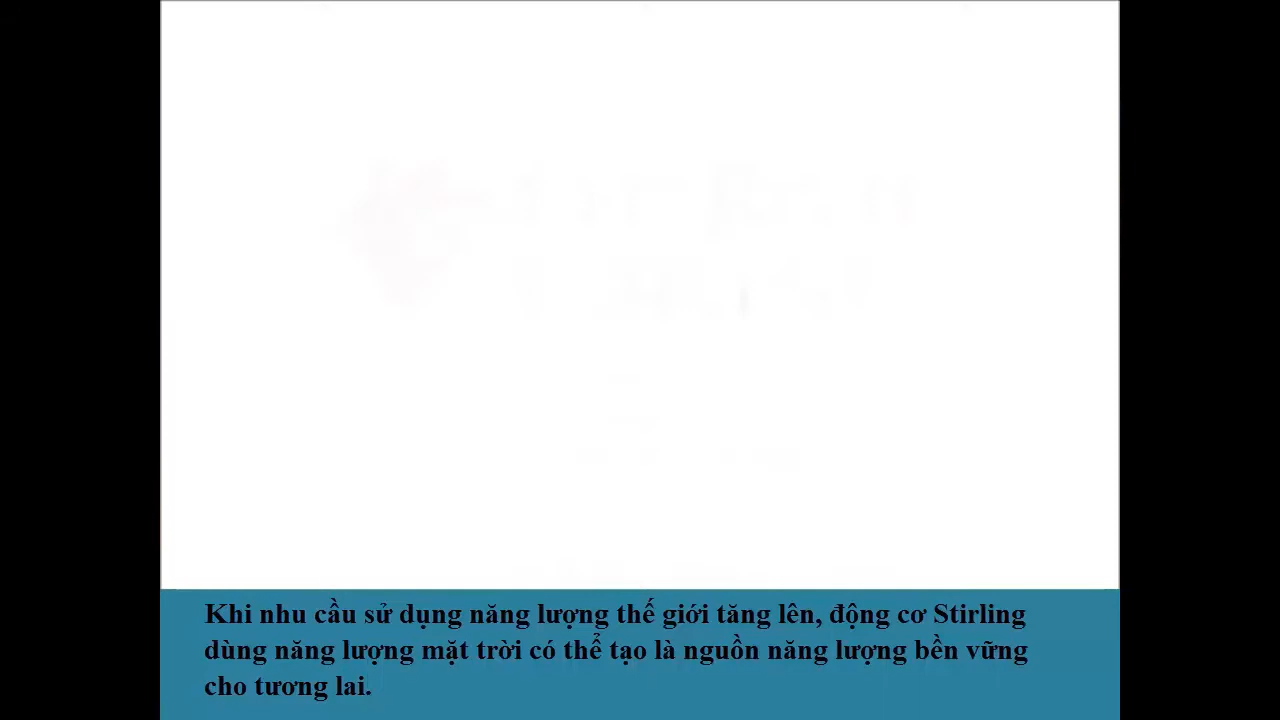 Khi nhu cầu sử dụng năng lượng thế giới tăng lên, động cơ Stirling
dùng năng lượng mặt trời có thể tạo là nguồn năng lượng bền vững
cho tương lai.